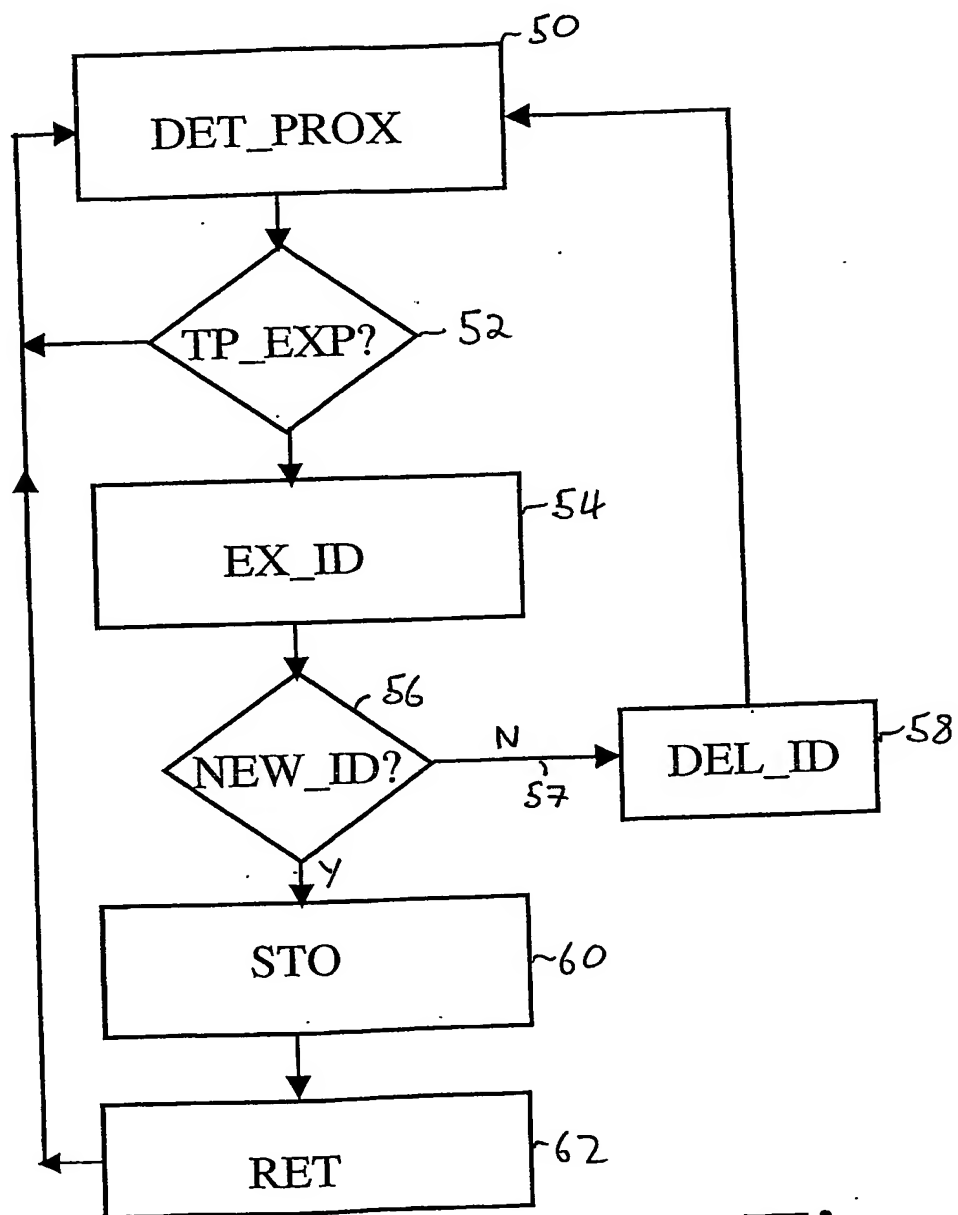 50
DET_PROX
TP_EXP?
52
54
EX_ID
56
NEW_ID?
N
57
DEL_ID
58
Y
STO
60
RET
62